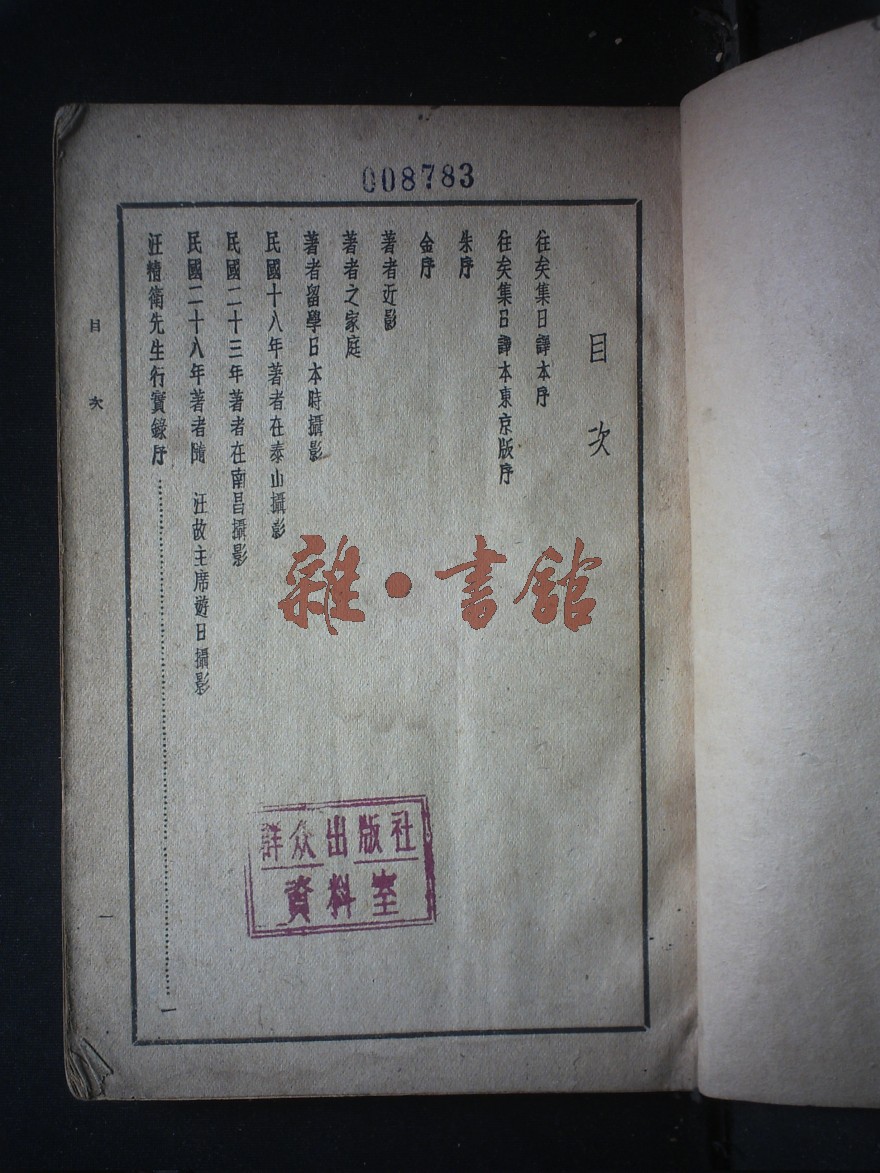 008783
目次
往矣集日譯本序
往矣集日譯本東京版序
朱序
金序
著者近影
著者之家庭
著者留學日本時攝影
民國十八年著者在泰山攝影
民國二十三年著者在南昌攝影
民國二十八年著者隨 汪故主席遊日攝影
汪精衛先生行實錄序……一
目次
一
雜·書館
群众出版社
資料室